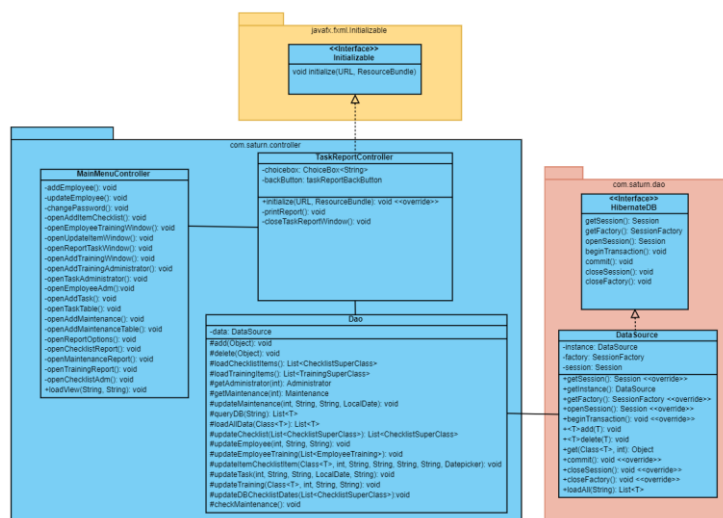 javafx.fxml.Initializable
<<Interface>>
Initializable
void initialize(URL, ResourceBundle)
com.saturn.controller
MainMenuController
-addEmployee(): void
-updateEmployee(): void
-changePassword(): void
-openAddItemChecklist(): void
-openEmployeeTrainingWindow(): void
-openUpdateItemWindow(): void
-openReportTaskWindow(): void
-openAddTrainingWindow(): void
-openAddTrainingAdministrator(): void
-openTaskAdministrator(): void
-openEmployeeAdm(): void
-openAddTask(): void
-openTaskTable(): void
-openAddMaintenance(): void
-openAddMaintenanceTable(): void
-openReportOptions(): void
-openChecklistReport(): void
-openMaintenanceReport(): void
-openTrainingReport(): void
-openChecklistAdm(): void
+loadView(String, String): void
TaskReportController
-choicebox: ChoiceBox<String>
-backButton: taskReportBackButton
+initialize(URL, ResourceBundle): void <<override>>
-printReport(): void
-closeTaskReportWindow(): void
Dao
-data: DataSource
#add(Object): void
#delete(Object): void
#loadChecklistItems(): List<ChecklistSuperClass>
#loadTrainingItems(): List<TrainingSuperClass>
#getAdministrator(int): Administrator
#getMaintenance(int): Maintenance
#updateMaintenance(int, String, String, LocalDate): void
#queryDB(String): List<T>
#loadAllData(Class<T>): List<T>
#updateChecklist(List<ChecklistSuperClass>): List<ChecklistSuperClass>
#updateEmployee(int, String, String): void
#updateEmployeeTraining(List<EmployeeTraining>): void
#updateItemChecklistItem(Class<T>, int, String, String, String, String, Datepicker): void
#updateTask(int, String, String, LocalDate, String): void
#updateTraining(Class<T>, int, String, String): void
#updateDBChecklistDates(List<ChecklistSuperClass>):void
#checkMaintenance(): void
com.saturn.dao
<<Interface>>
HibernateDB
getSession(): Session
getFactory(): SessionFactory
openSession(): Session
beginTransaction(): void
commit(): void
closeSession(): void
closeFactory(): void
DataSource
-instance: DataSource
-factory: SessionFactory
-session: Session
+getSession(): Session <<override>>
+getInstance(): DataSource
+getFactory(): SessionFactory <<override>>
+openSession(): Session <<override>>
+beginTransaction(): void <<override>>
+<T>add(T): void
+<T>delete(T): void
+get(Class<T>, int): Object
+commit(): void <<override>>
+closeSession(): void <<override>>
+closeFactory(): void <<override>>
+loadAll(String): List<T>